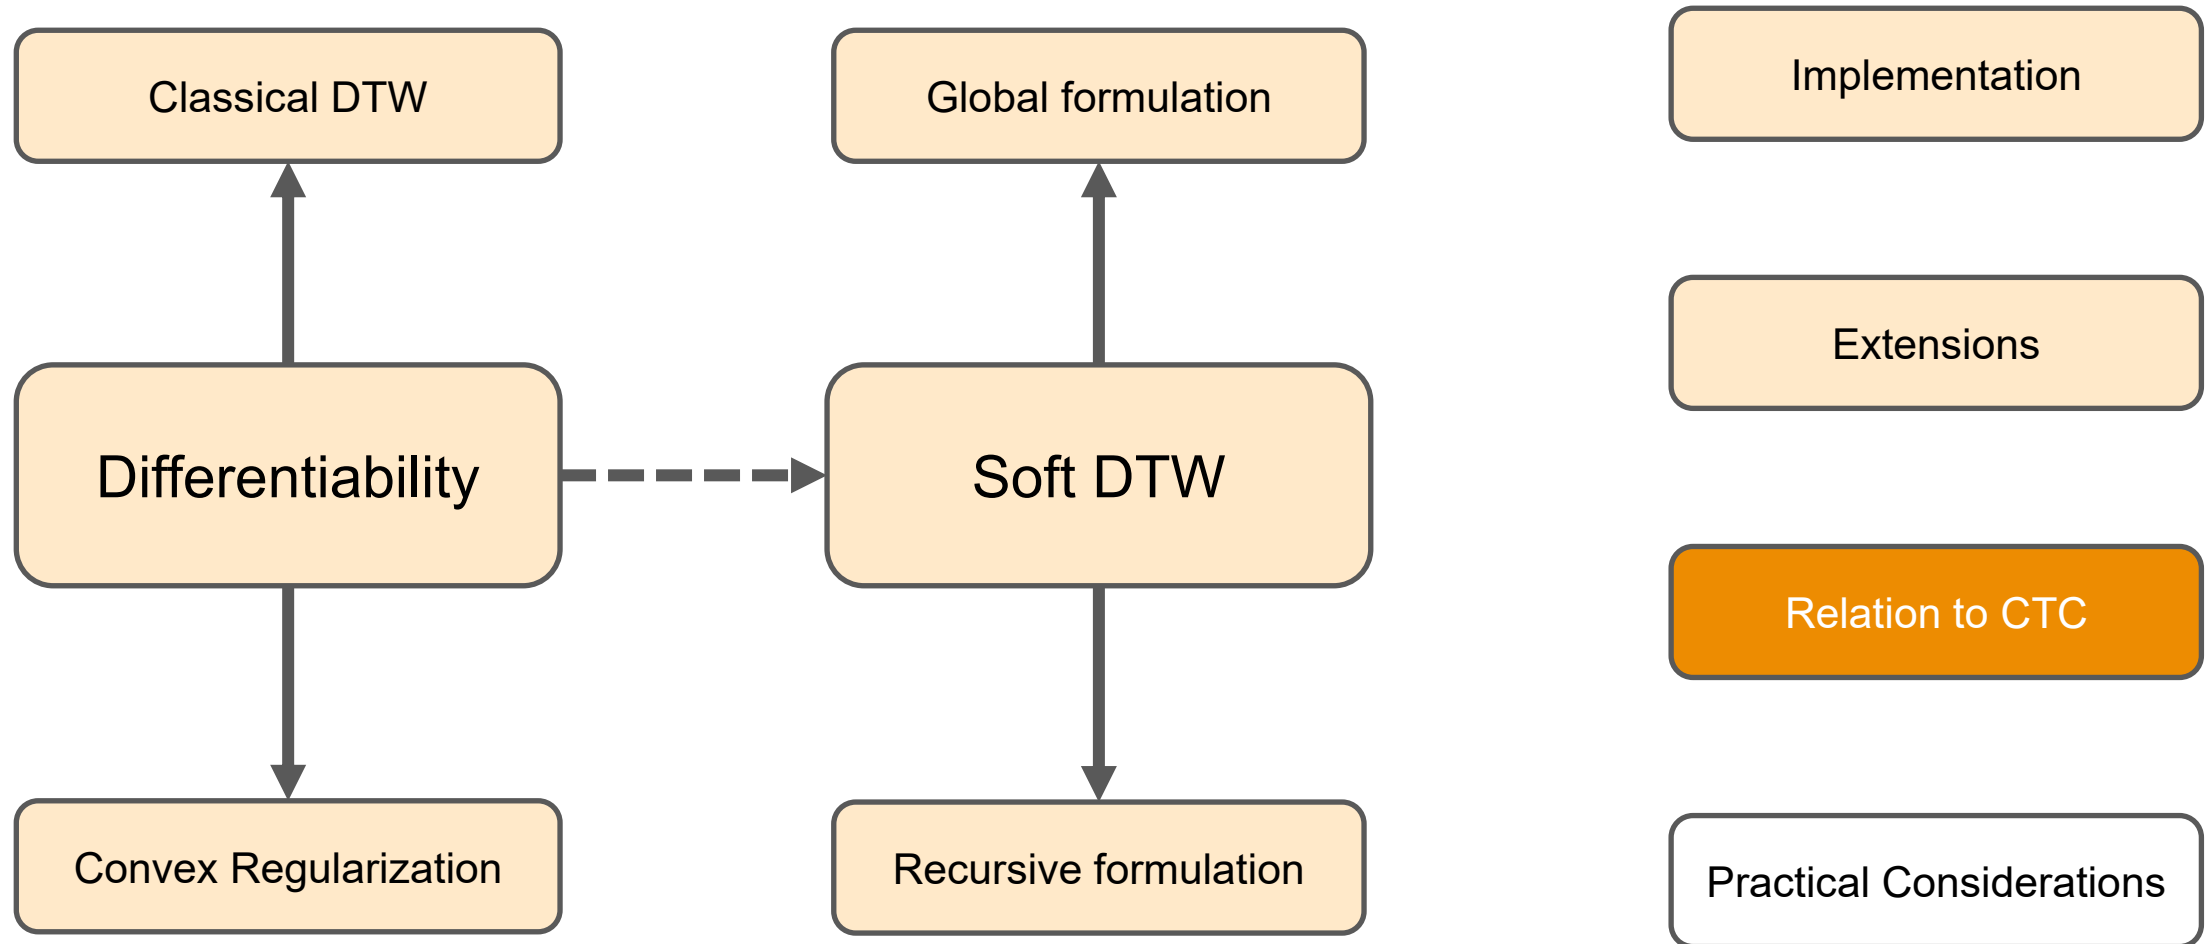 Classical DTW
Global formulation
Implementation
Extensions
Differentiability
Soft DTW
Relation to CTC
Convex Regularization
Recursive formulation
Practical Considerations